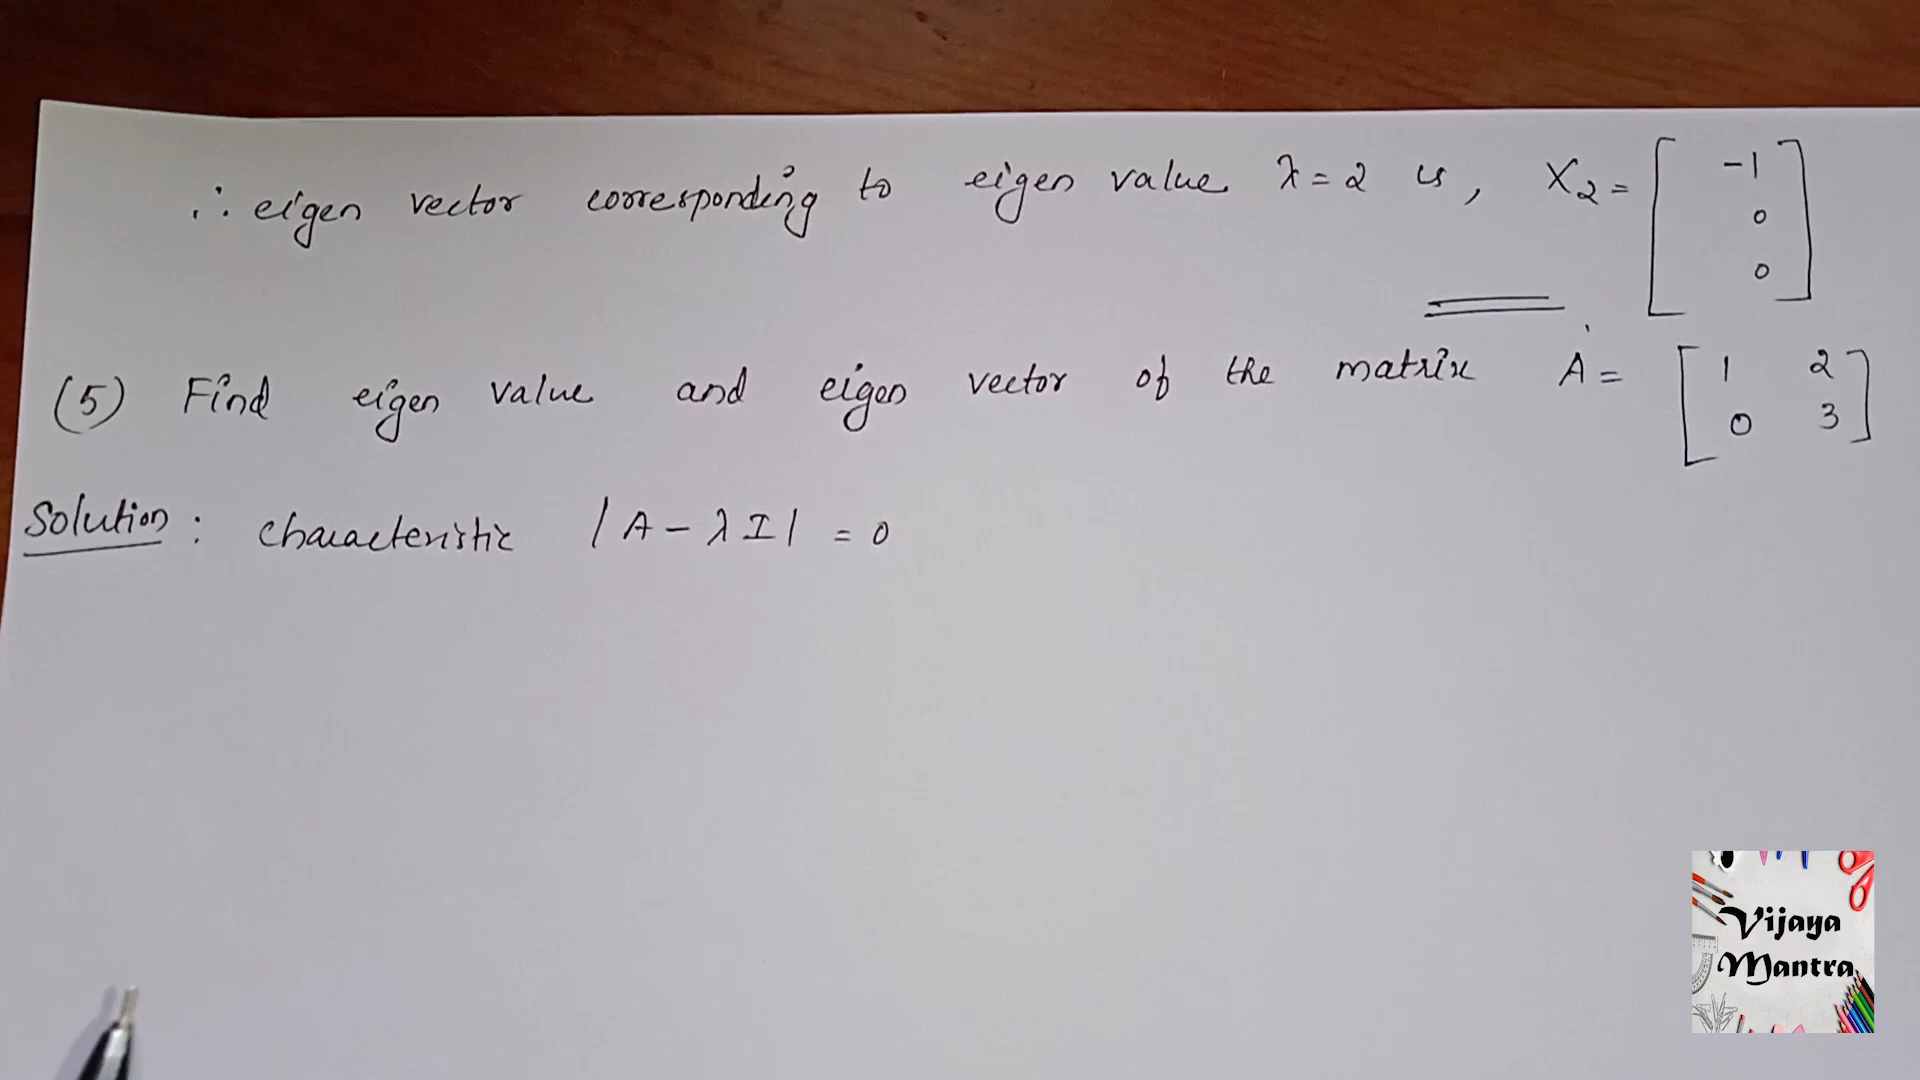 ∴ eigen vector corresponding to eigen value λ = 2 is, X₂ = [ -1 0 0 ]
(5) Find eigen value and eigen vector of the matrix A = [ 1 2
0 3 ]
Solution : characteristic |A - λI| = 0
Vijaya
Mantra